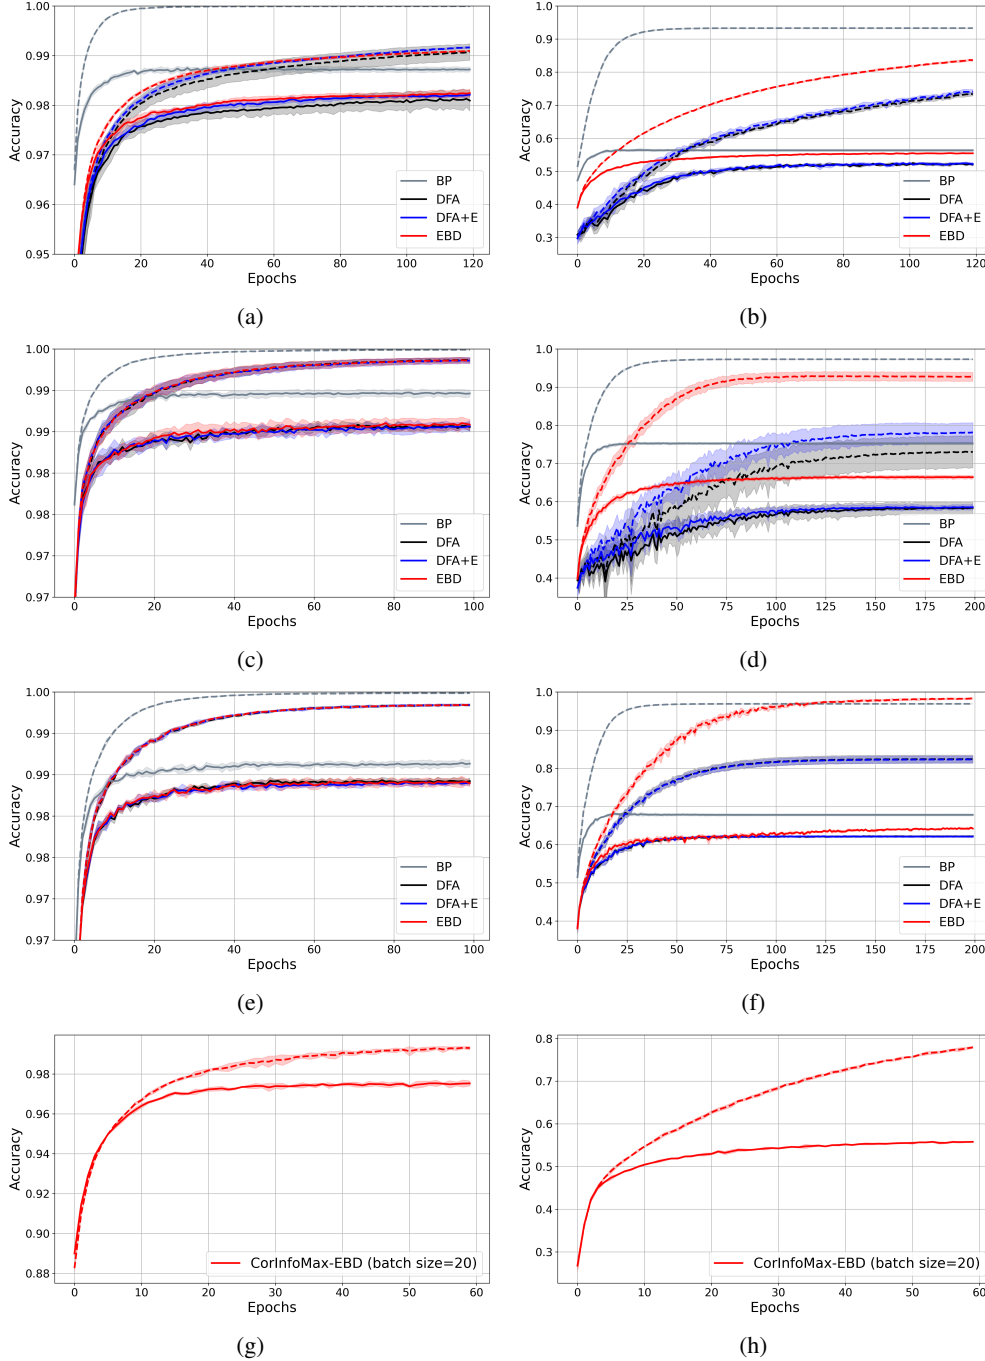 1.00
0.99
0.98
0.97
0.96
0.95
Accuracy
0 20 40 60 80 100 120
Epochs
BP
DFA
DFA+E
EBD
(a)
1.0
0.9
0.8
0.7
0.6
0.5
0.4
0.3
Accuracy
0 20 40 60 80 100 120
Epochs
BP
DFA
DFA+E
EBD
(b)
1.00
0.99
0.99
0.98
0.98
0.97
0.97
Accuracy
0 20 40 60 80 100
Epochs
BP
DFA
DFA+E
EBD
(c)
1.0
0.9
0.8
0.7
0.6
0.5
0.4
Accuracy
0 25 50 75 100 125 150 175 200
Epochs
BP
DFA
DFA+E
EBD
(d)
1.00
0.99
0.99
0.98
0.98
0.97
0.97
Accuracy
0 20 40 60 80 100
Epochs
BP
DFA
DFA+E
EBD
(e)
1.0
0.9
0.8
0.7
0.6
0.5
0.4
Accuracy
0 25 50 75 100 125 150 175 200
Epochs
BP
DFA
DFA+E
EBD
(f)
0.98
0.96
0.94
0.92
0.90
0.88
Accuracy
0 10 20 30 40 50 60
Epochs
CorInfoMax-EBD (batch size=20)
(g)
0.8
0.7
0.6
0.5
0.4
0.3
Accuracy
0 10 20 30 40 50 60
Epochs
CorInfoMax-EBD (batch size=20)
(h)